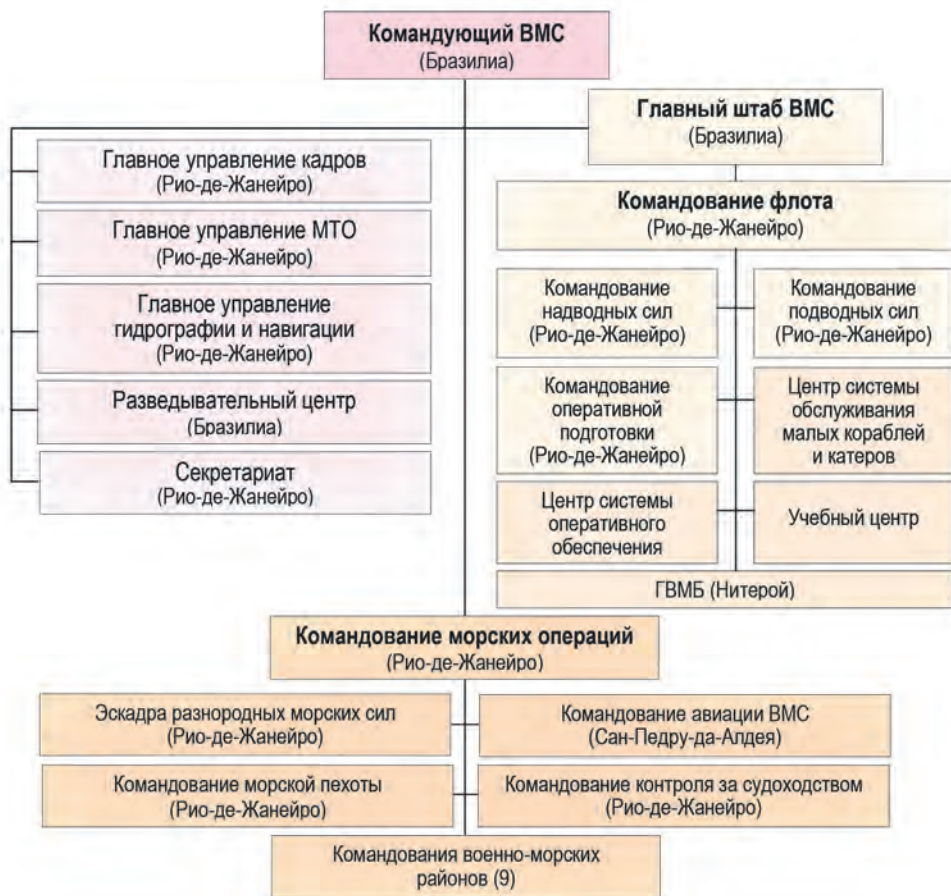 Командующий ВМС
(Бразилиа)
Главный штаб ВМС
(Бразилиа)
Главное управление кадров
(Рио-де-Жанейро)
Главное управление МТО
(Рио-де-Жанейро)
Главное управление
гидрографии и навигации
(Рио-де-Жанейро)
Разведывательный центр
(Бразилиа)
Секретариат
(Рио-де-Жанейро)
Командование флота
(Рио-де-Жанейро)
Командование
надводных сил
(Рио-де-Жанейро)
Командование
подводных сил
(Рио-де-Жанейро)
Командование
оперативной
подготовки
(Рио-де-Жанейро)
Центр системы
обслуживания
малых кораблей
и катеров
Центр системы
оперативного
обеспечения
Учебный центр
ГВМБ (Нитерой)
Командование морских операций
(Рио-де-Жанейро)
Эскадра разнородных морских сил
(Рио-де-Жанейро)
Командование авиации ВМС
(Сан-Педру-да-Алдея)
Командование морской пехоты
(Рио-де-Жанейро)
Командование контроля за судоходством
(Рио-де-Жанейро)
Командования военно-морских
районов (9)